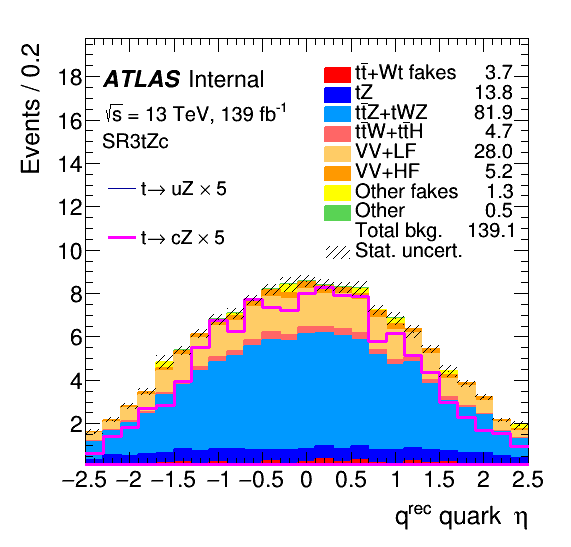 Events / 0.2
18
16
14
12
10
8
6
4
2
ATLAS Internal
√s = 13 TeV, 139 fb⁻¹
SR3tZc
t→ uZ × 5
t→ cZ × 5
tt̄+Wt fakes 3.7
tZ 13.8
tt̄Z+tWZ 81.9
tt̄W+tt̄H 4.7
VV+LF 28.0
VV+HF 5.2
Other fakes 1.3
Other 0.5
Total bkg. 139.1
Stat. uncert.
−2.5 −2 −1.5 −1 −0.5 0 0.5 1 1.5 2 2.5
qʳᵉᶜ quark η